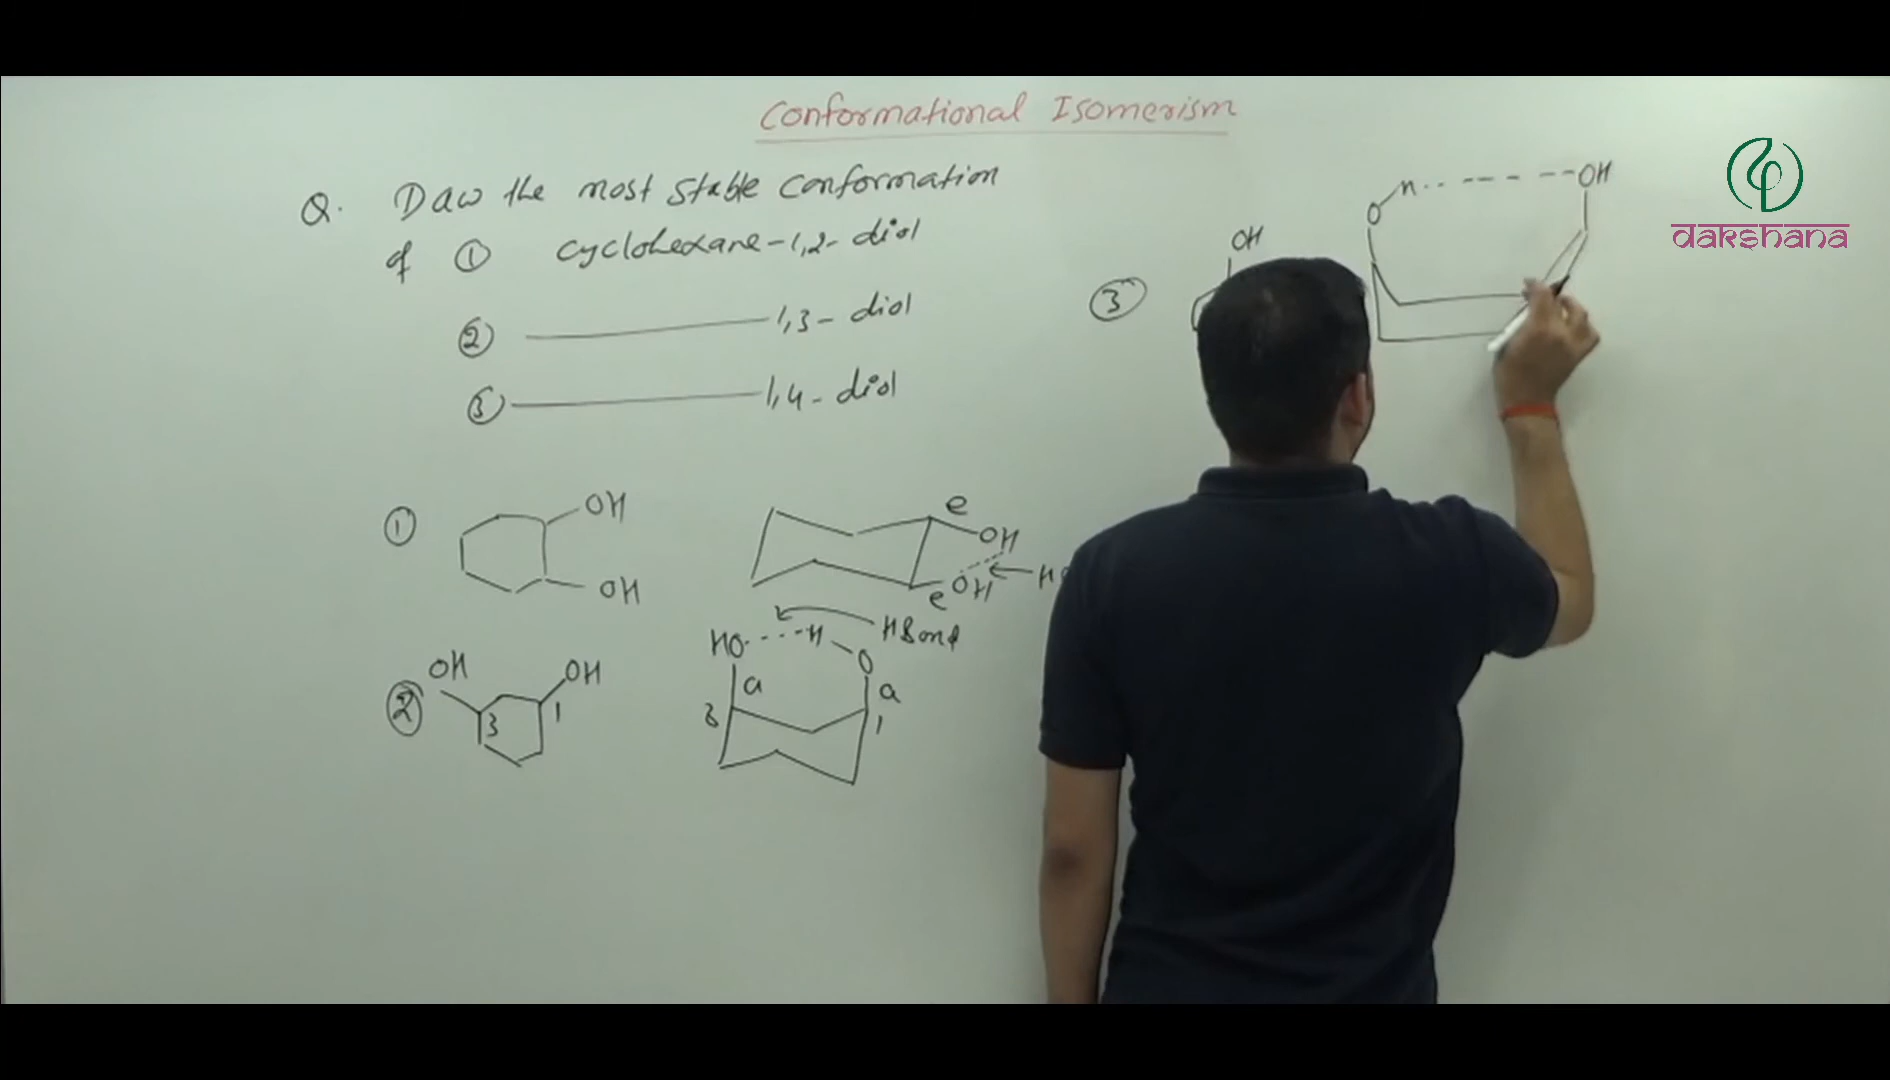 Conformational Isomerism
Q. Daw the most stable conformation
of ① cyclohexane-1,2-diol
② 1,3-diol
③ 1,4-diol
① OH
OH
e
OH
OH
e
H
② OH
OH
3
1
HO H
O
H Bond
a
a
3
1
③ OH
O
OH
dakshana